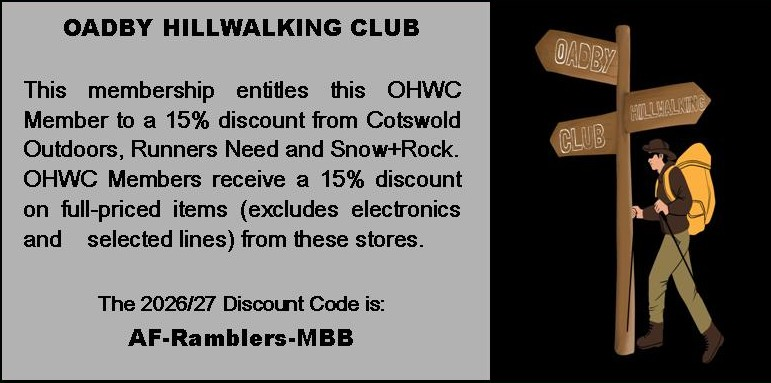 OADBY HILLWALKING CLUB
This membership entitles this OHWC
Member to a 15% discount from Cotswold
Outdoors, Runners Need and Snow+Rock.
OHWC Members receive a 15% discount
on full-priced items (excludes electronics
and selected lines) from these stores.
The 2026/27 Discount Code is:
AF-Ramblers-MBB
OADBY
HILLWALKING
CLUB